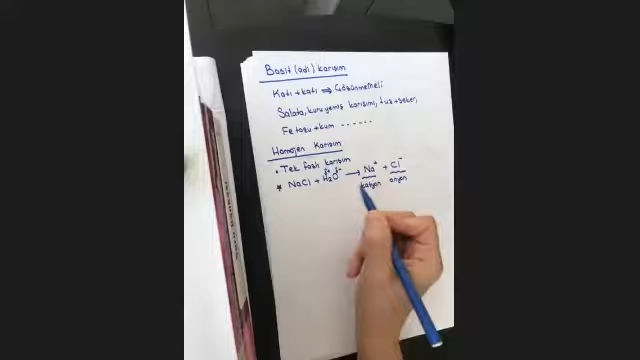 Basit (adi) karışım
Katı + katı ⇒ Çözünmemeli
Salata, kuruyemiş karışımı, tuz + şeker,
Fe tozu + kum ------
Homojen Karışım
• Tek fazlı karışım
* NaCl + H₂O → Na⁺ + Cl⁻
δ+ δ-
katyon anyon